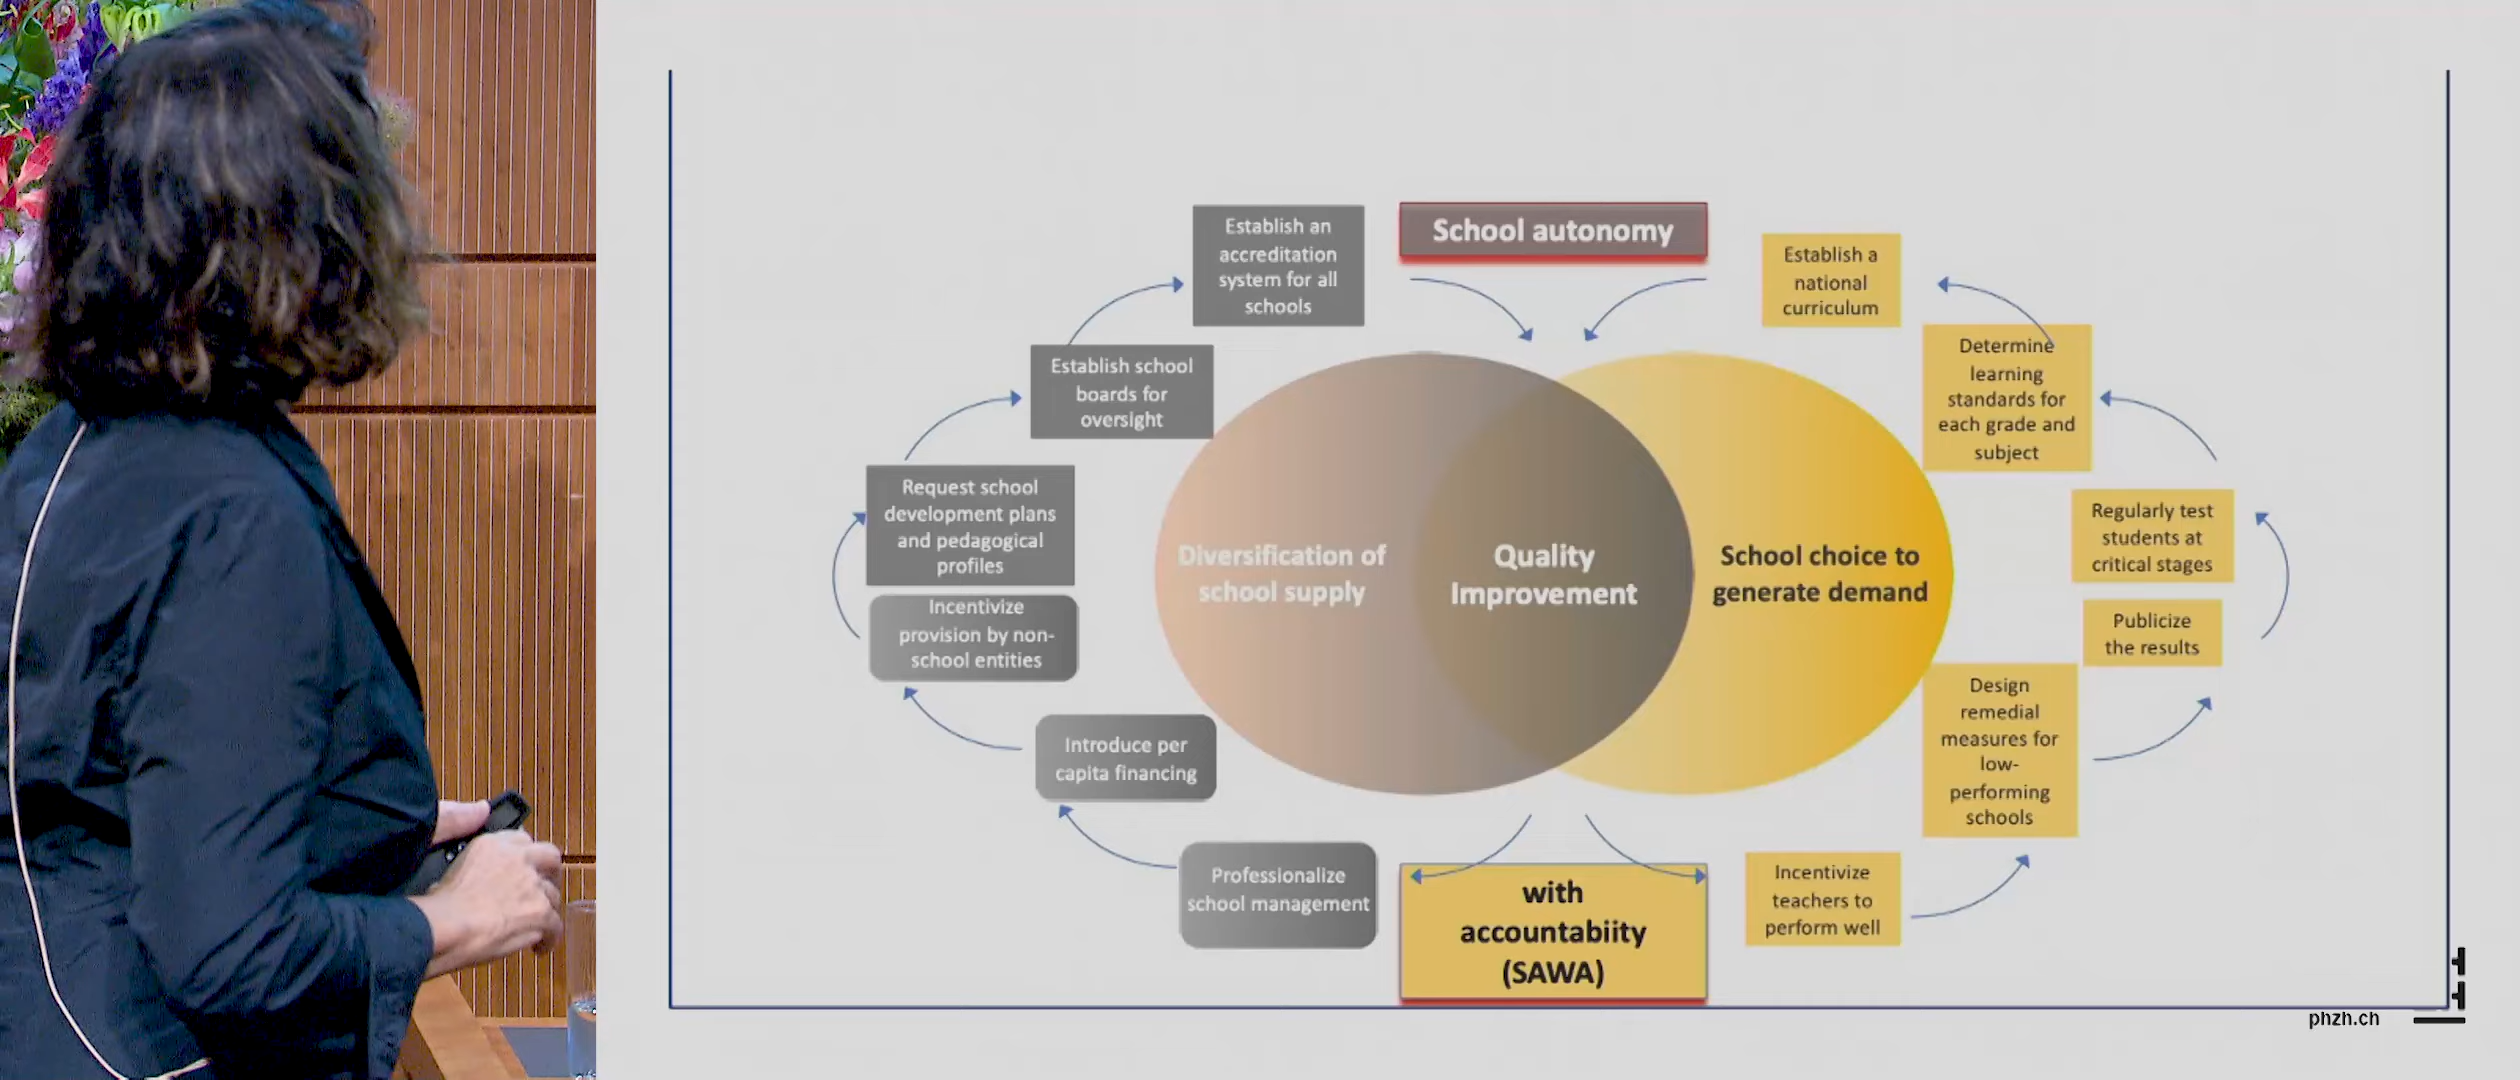 School autonomy
Establish an
accreditation
system for all
schools
Establish school
boards for
oversight
Request school
development plans
and pedagogical
profiles
Incentivize
provision by non-
school entities
Introduce per
capita financing
Professionalize
school management
Diversification of
school supply
Quality
Improvement
School choice to
generate demand
Establish a
national
curriculum
Determine
learning
standards for
each grade and
subject
Regularly test
students at
critical stages
Publicize
the results
Design
remedial
measures for
low-
performing
schools
Incentivize
teachers to
perform well
with
accountabiity
(SAWA)
phzh.ch